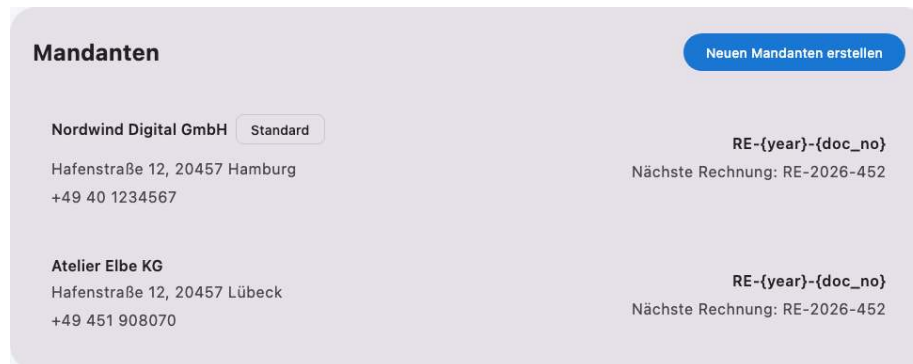 Mandanten
Neuen Mandanten erstellen
Nordwind Digital GmbH Standard
Hafenstraße 12, 20457 Hamburg
+49 40 1234567
RE-{year}-{doc_no}
Nächste Rechnung: RE-2026-452
Atelier Elbe KG
Hafenstraße 12, 20457 Lübeck
+49 451 908070
RE-{year}-{doc_no}
Nächste Rechnung: RE-2026-452